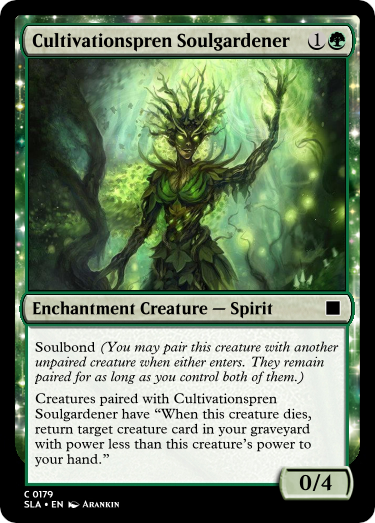 Cultivationspren Soulgardener 1
Enchantment Creature — Spirit
Soulbond (You may pair this creature with another
unpaired creature when either enters. They remain
paired for as long as you control both of them.)
Creatures paired with Cultivationspren
Soulgardener have “When this creature dies,
return target creature card in your graveyard
with power less than this creature’s power to
your hand.”
0/4
C 0179
SLA • EN Arankin